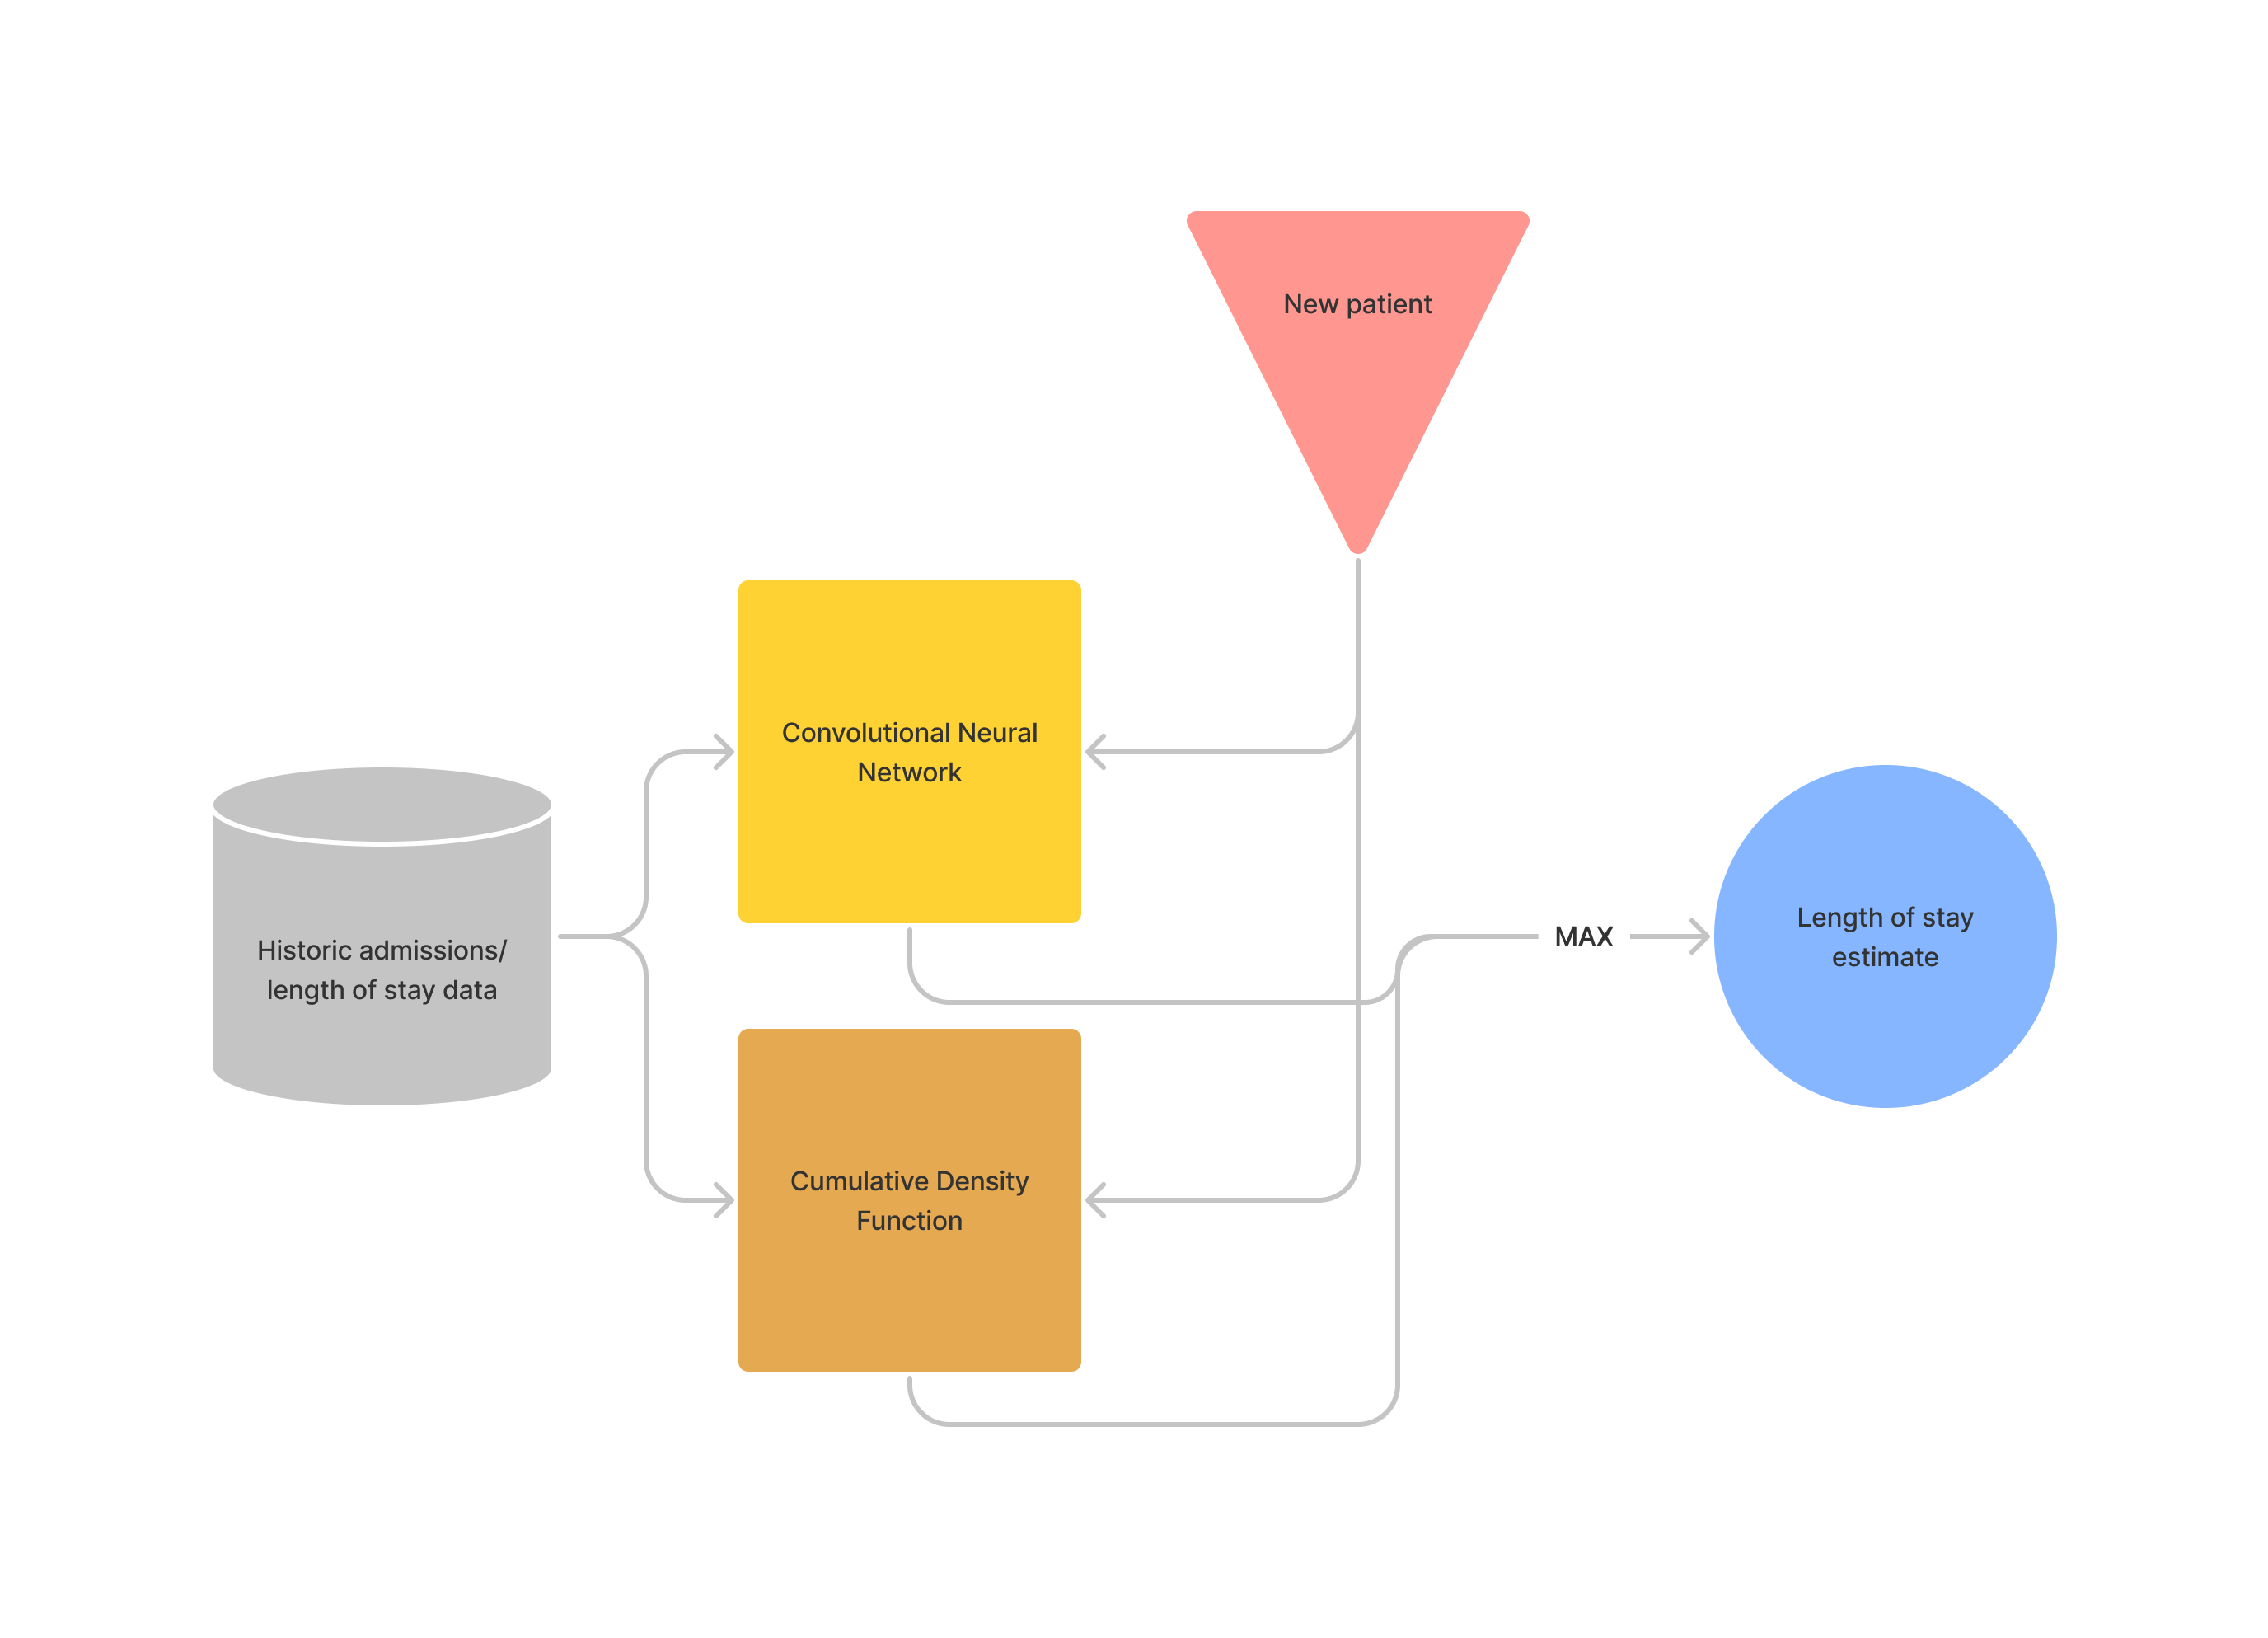 New patient
Convolutional Neural
Network
Historic admissions/
length of stay data
MAX
Length of stay
estimate
Cumulative Density
Function